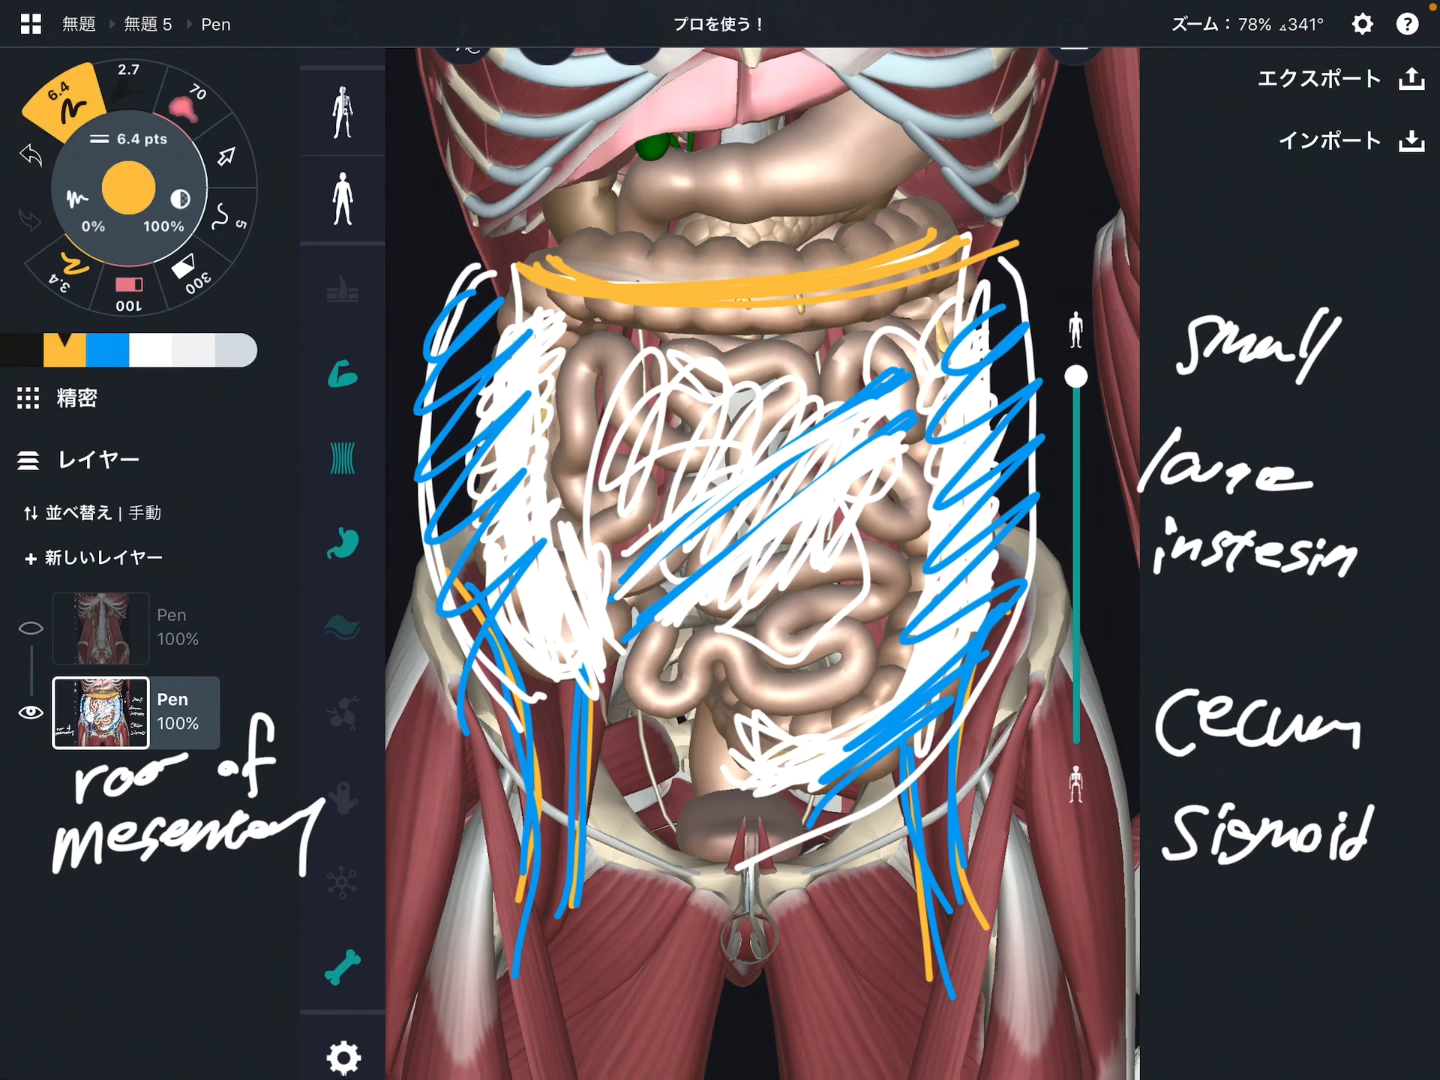 無題 無題 5 Pen
プロを使う！
ズーム：78% ⊿341°
エクスポート
インポート
6.4
2.7
70
5
300
100
3.4
6.4 pts
0% 100%
精密
レイヤー
並べ替え | 手動
+ 新しいレイヤー
Pen
100%
Pen
100%
roo of
small
large
instesin
cecum
sigmoid